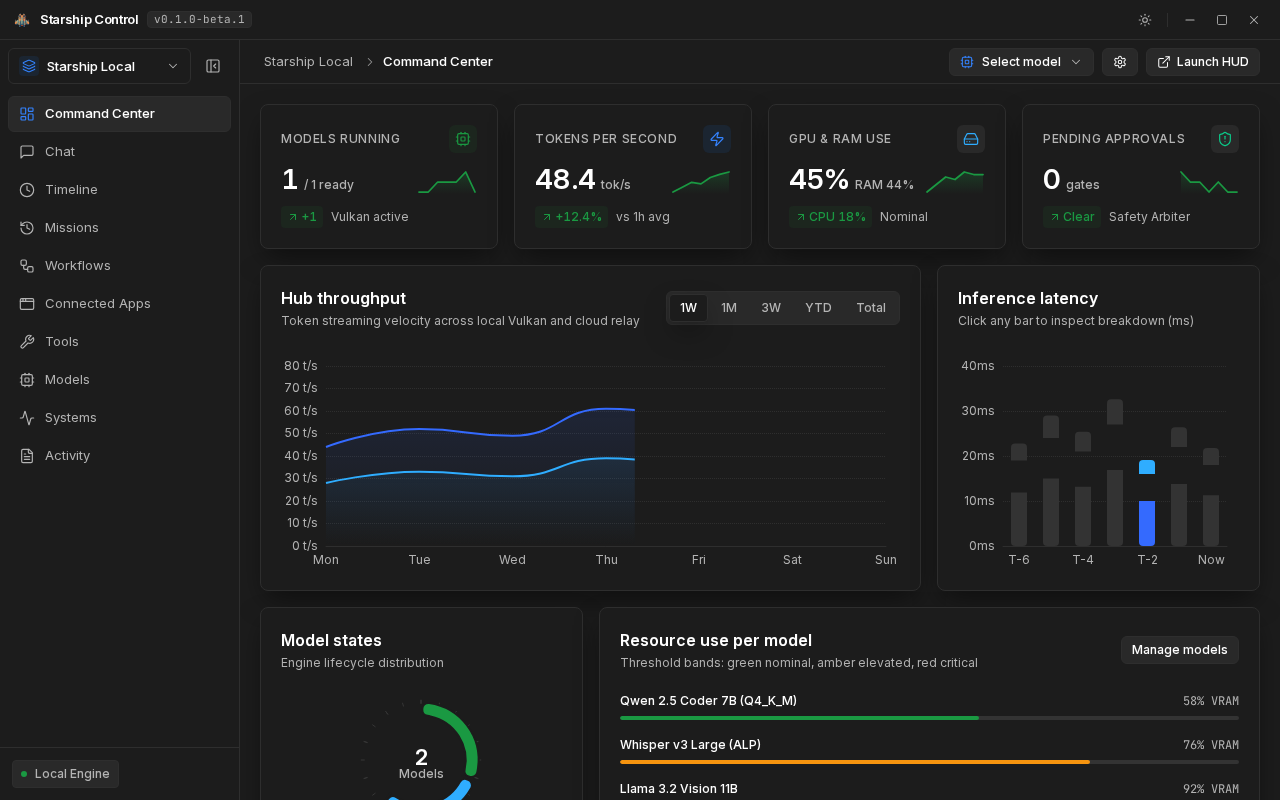 Starship Control v0.1.0-beta.1
Starship Local
Command Center
Chat
Timeline
Missions
Workflows
Connected Apps
Tools
Models
Systems
Activity
Local Engine
Starship Local Command Center
Select model
Launch HUD
MODELS RUNNING
1 / 1 ready
+1 Vulkan active
TOKENS PER SECOND
48.4 tok/s
+12.4% vs 1h avg
GPU & RAM USE
45% RAM 44%
CPU 18% Nominal
PENDING APPROVALS
0 gates
Clear Safety Arbiter
Hub throughput
Token streaming velocity across local Vulkan and cloud relay
1W 1M 3W YTD Total
80 t/s
70 t/s
60 t/s
50 t/s
40 t/s
30 t/s
20 t/s
10 t/s
0 t/s
Mon Tue Wed Thu Fri Sat Sun
Inference latency
Click any bar to inspect breakdown (ms)
40ms
30ms
20ms
10ms
0ms
T-6 T-4 T-2 Now
Model states
Engine lifecycle distribution
2
Models
Resource use per model
Threshold bands: green nominal, amber elevated, red critical
Manage models
Qwen 2.5 Coder 7B (Q4_K_M) 58% VRAM
Whisper v3 Large (ALP) 76% VRAM
Llama 3.2 Vision 11B 92% VRAM